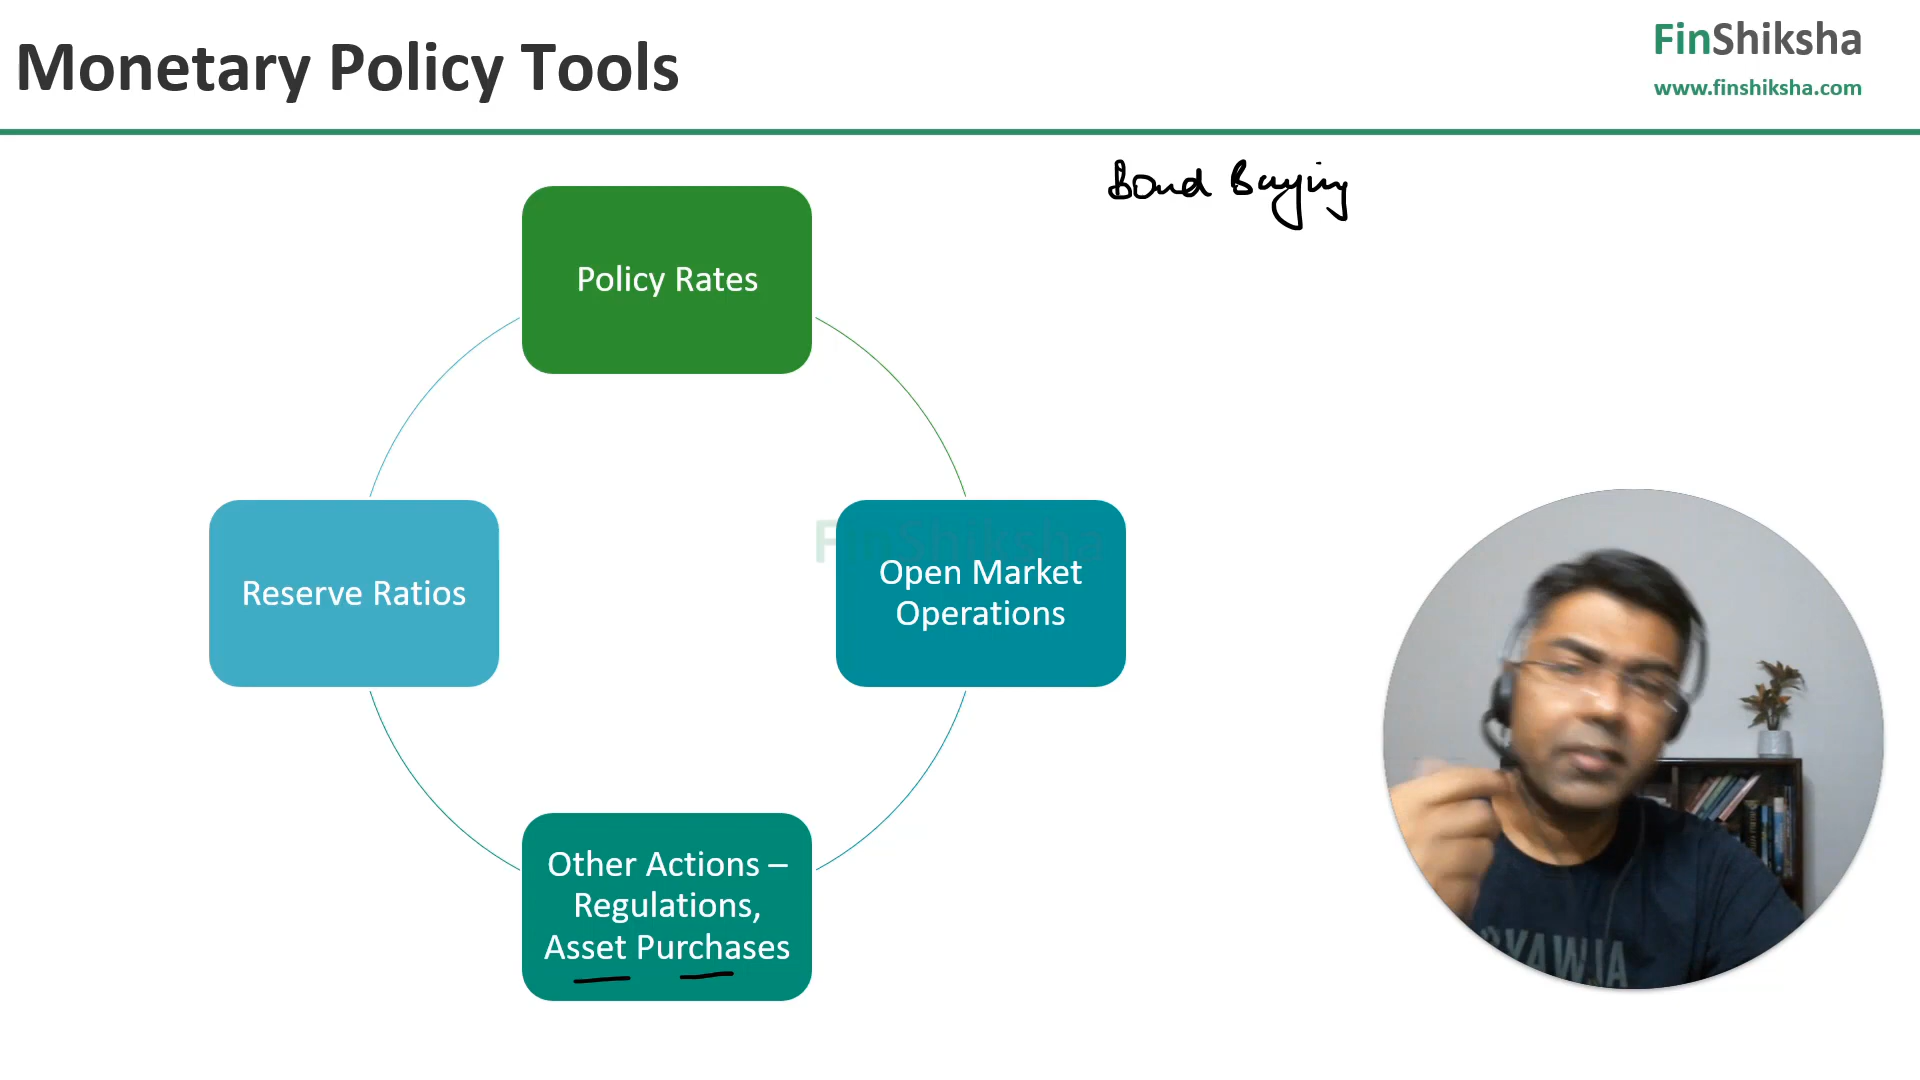 Monetary Policy Tools
FinShiksha
www.finshiksha.com
Bond Buying
Policy Rates
Reserve Ratios
FinShiksha
Open Market
Operations
Other Actions –
Regulations,
Asset Purchases